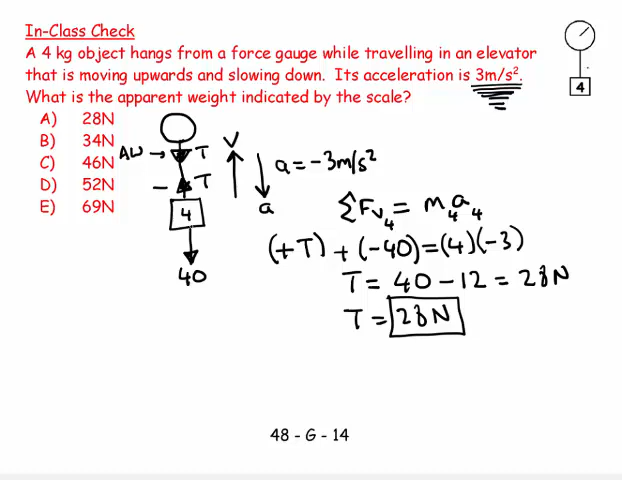 In-Class Check
A 4 kg object hangs from a force gauge while travelling in an elevator
that is moving upwards and slowing down. Its acceleration is 3m/s².
What is the apparent weight indicated by the scale?
4
A) 28N
B) 34N
C) 46N
D) 52N
E) 69N
AW → T
T
4
40
V
a
a = -3m/s²
ΣFv₄ = m₄a₄
(+T) + (-40) = (4)(-3)
T = 40 - 12 = 28N
T = 28N
48 - G - 14